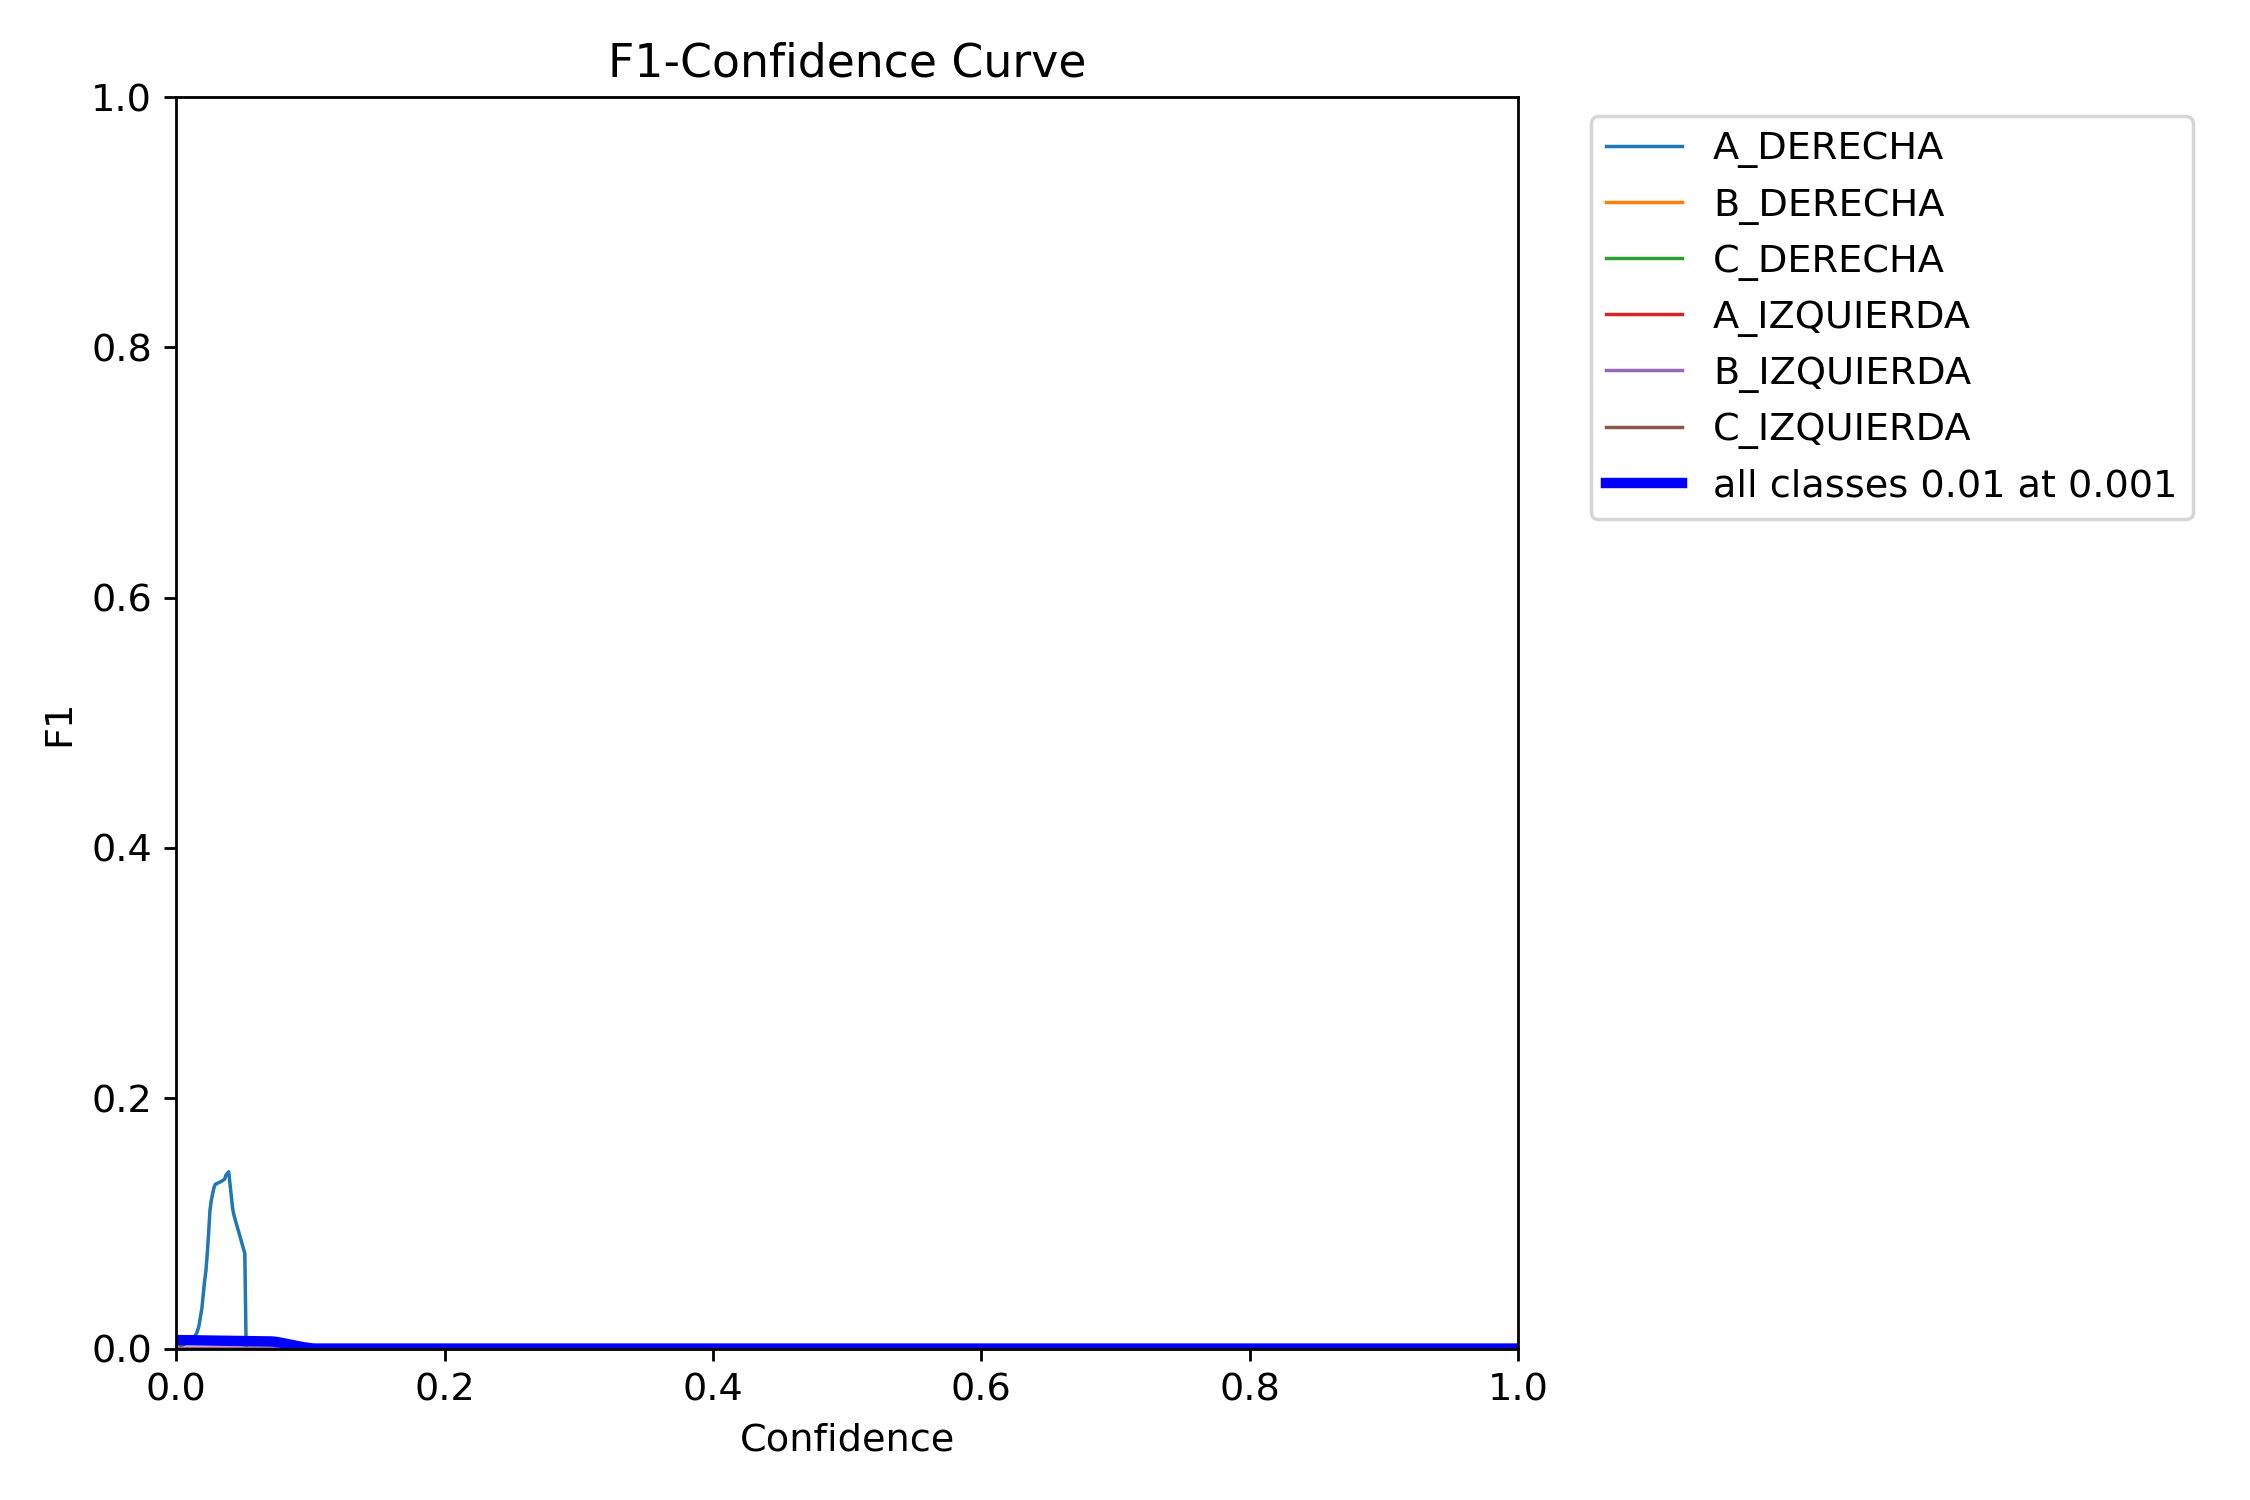 F1-Confidence Curve
1.0
0.8
0.6
0.4
0.2
0.0
F1
0.0 0.2 0.4 0.6 0.8 1.0
Confidence
A_DERECHA
B_DERECHA
C_DERECHA
A_IZQUIERDA
B_IZQUIERDA
C_IZQUIERDA
all classes 0.01 at 0.001